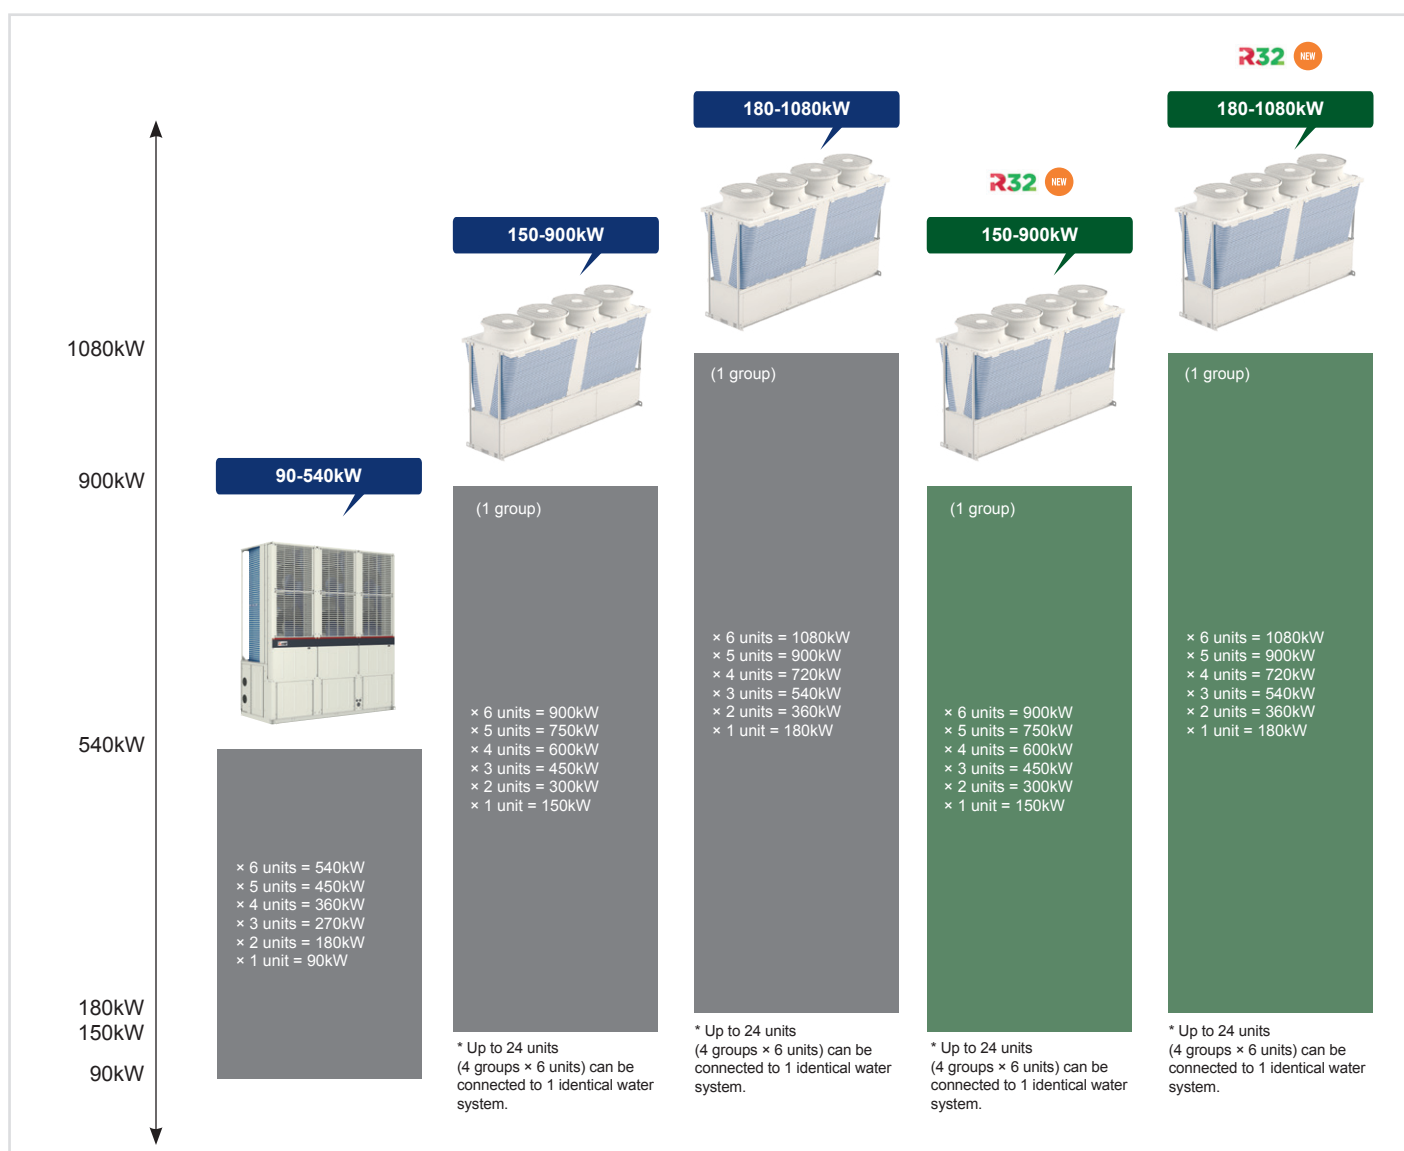 1080kW
900kW
540kW
180kW
150kW
90kW
90-540kW
× 6 units = 540kW
× 5 units = 450kW
× 4 units = 360kW
× 3 units = 270kW
× 2 units = 180kW
× 1 unit = 90kW
150-900kW
(1 group)
× 6 units = 900kW
× 5 units = 750kW
× 4 units = 600kW
× 3 units = 450kW
× 2 units = 300kW
× 1 unit = 150kW
* Up to 24 units
(4 groups × 6 units) can be
connected to 1 identical water
system.
180-1080kW
(1 group)
× 6 units = 1080kW
× 5 units = 900kW
× 4 units = 720kW
× 3 units = 540kW
× 2 units = 360kW
× 1 unit = 180kW
* Up to 24 units
(4 groups × 6 units) can be
connected to 1 identical water
system.
R32 NEW
150-900kW
(1 group)
× 6 units = 900kW
× 5 units = 750kW
× 4 units = 600kW
× 3 units = 450kW
× 2 units = 300kW
× 1 unit = 150kW
* Up to 24 units
(4 groups × 6 units) can be
connected to 1 identical water
system.
R32 NEW
180-1080kW
(1 group)
× 6 units = 1080kW
× 5 units = 900kW
× 4 units = 720kW
× 3 units = 540kW
× 2 units = 360kW
× 1 unit = 180kW
* Up to 24 units
(4 groups × 6 units) can be
connected to 1 identical water
system.